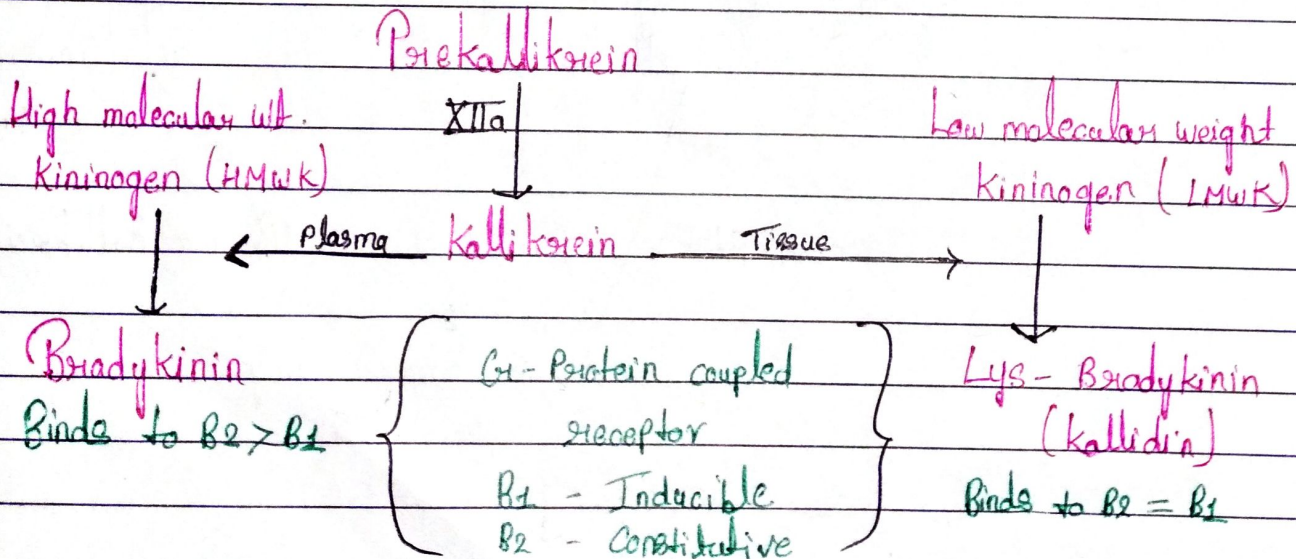 Prekallikrein
High molecular wt.
Kininogen (HMWK)
XIIa
Low molecular weight
Kininogen (LMWK)
Plasma
Kallikrein
Tissue
Bradykinin
Binds to B2 > B1
G-Protein coupled
receptor
B1 - Inducible
B2 - Constitutive
Lys - Bradykinin
(Kallidin)
Binds to B2 = B1